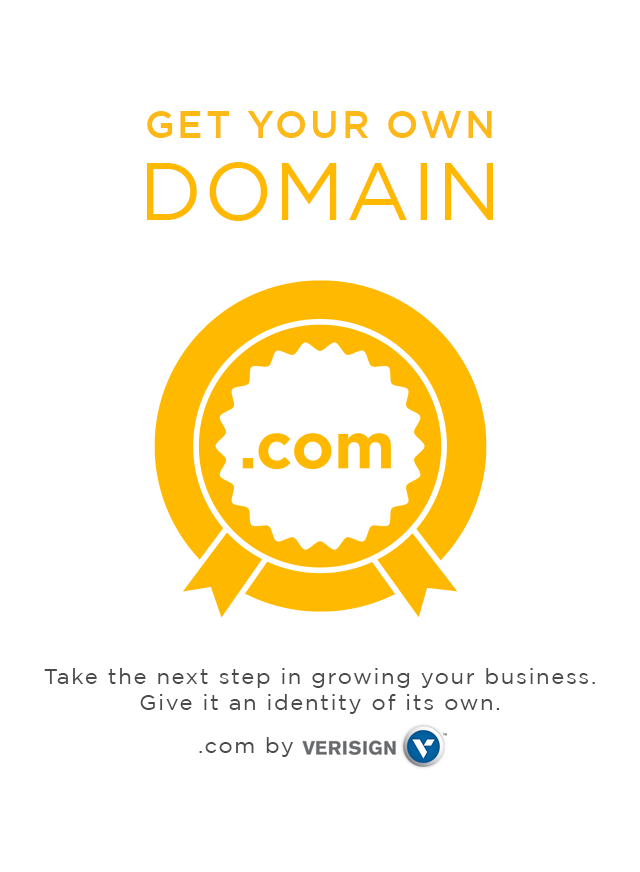 GET YOUR OWN
DOMAIN
.com
Take the next step in growing your business.
Give it an identity of its own.
.com by VERISIGN ™